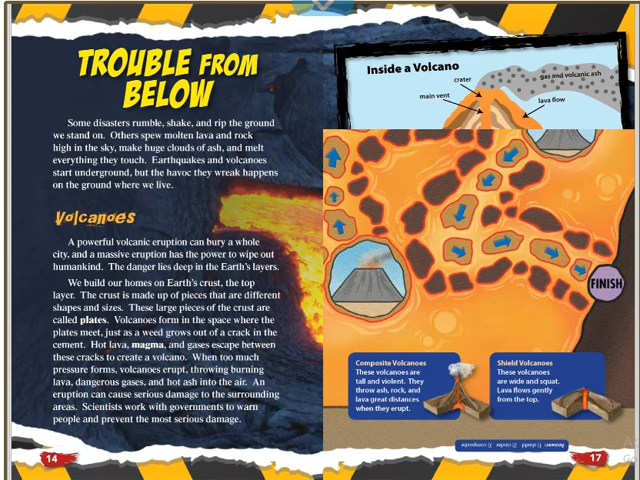 TROUBLE FROM
BELOW
Some disasters rumble, shake, and rip the ground
we stand on. Others spew molten lava and rock
high in the sky, make huge clouds of ash, and melt
everything they touch. Earthquakes and volcanoes
start underground, but the havoc they wreak happens
on the ground where we live.
Volcanoes
A powerful volcanic eruption can bury a whole
city, and a massive eruption has the power to wipe out
humankind. The danger lies deep in the Earth's layers.
We build our homes on Earth's crust, the top
layer. The crust is made up of pieces that are different
shapes and sizes. These large pieces of the crust are
called plates. Volcanoes form in the space where the
plates meet, just as a weed grows out of a crack in the
cement. Hot lava, magma, and gases escape between
these cracks to create a volcano. When too much
pressure forms, volcanoes erupt, throwing burning
lava, dangerous gases, and hot ash into the air. An
eruption can cause serious damage to the surrounding
areas. Scientists work with governments to warn
people and prevent the most serious damage.
14
Inside a Volcano
crater
gas and volcanic ash
main vent
lava flow
FINISH
Composite Volcanoes
These volcanoes are
tall and violent. They
throw ash, rock, and
lava great distances
when they erupt.
Shield Volcanoes
These volcanoes
are wide and squat.
Lava flows gently
from the top.
Answer: 1) shield 2) cinder 3) composite
17